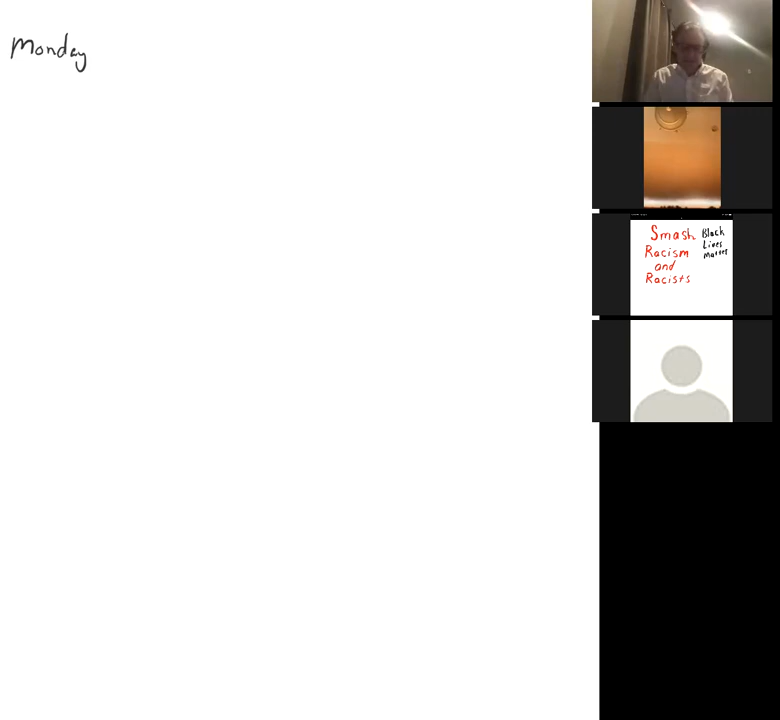 Monday
Smash
Racism
and
Racists
Black
Lives
Matter